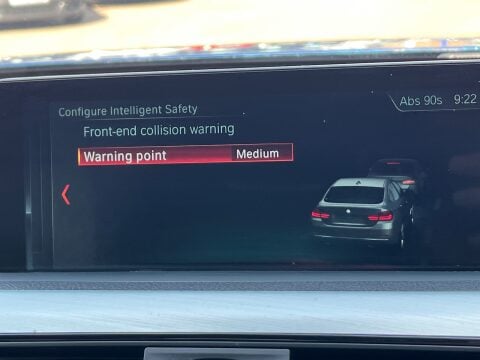 Configure Intelligent Safety
Abs 90s 9:22
Front-end collision warning
Warning point Medium